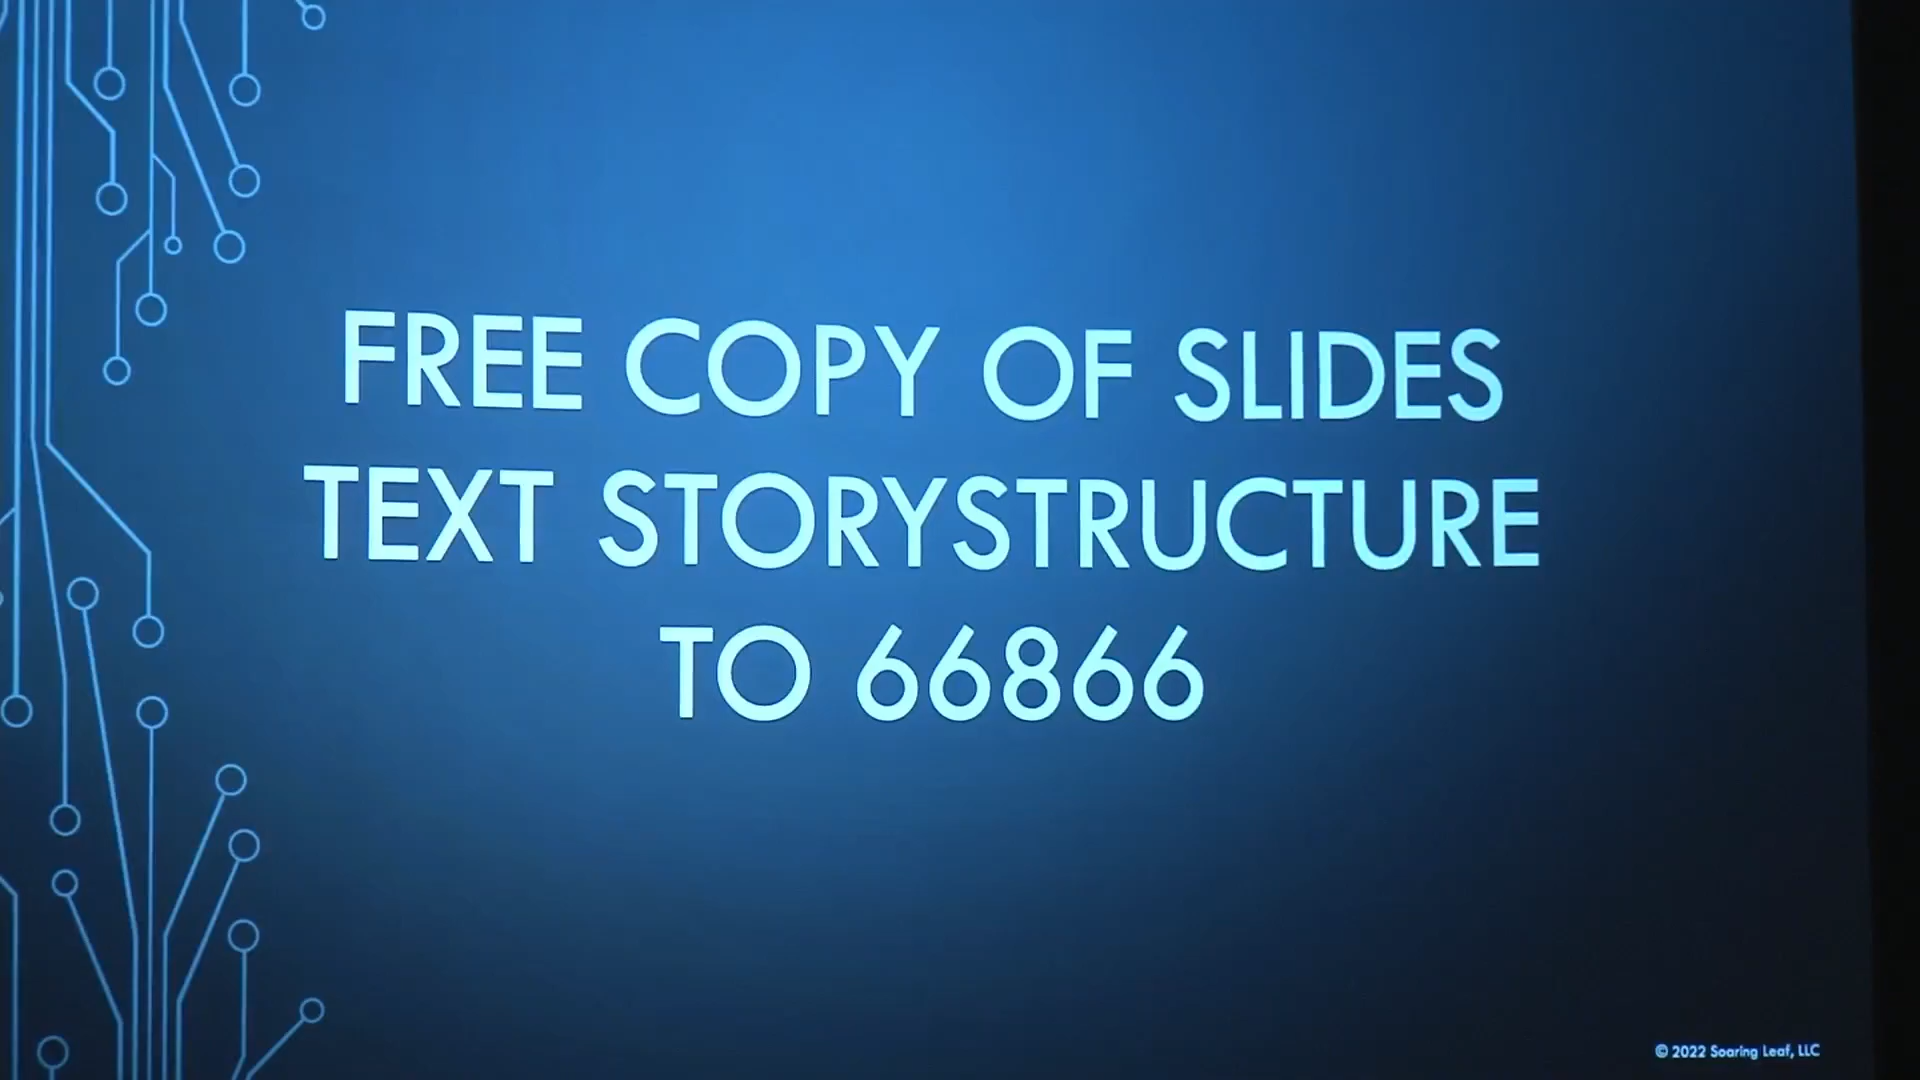 FREE COPY OF SLIDES
TEXT STORYSTRUCTURE
TO 66866
© 2022 Soaring Leaf, LLC